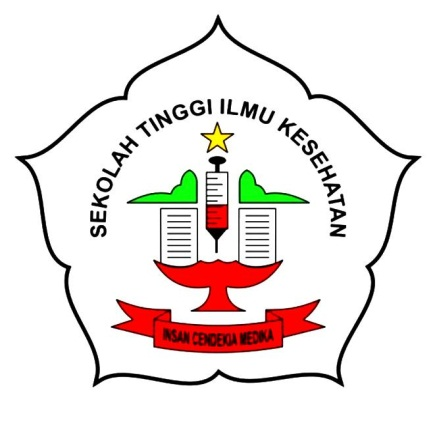 SEKOLAH TINGGI ILMU KESEHATAN
INSAN CENDEKIA MEDIKA